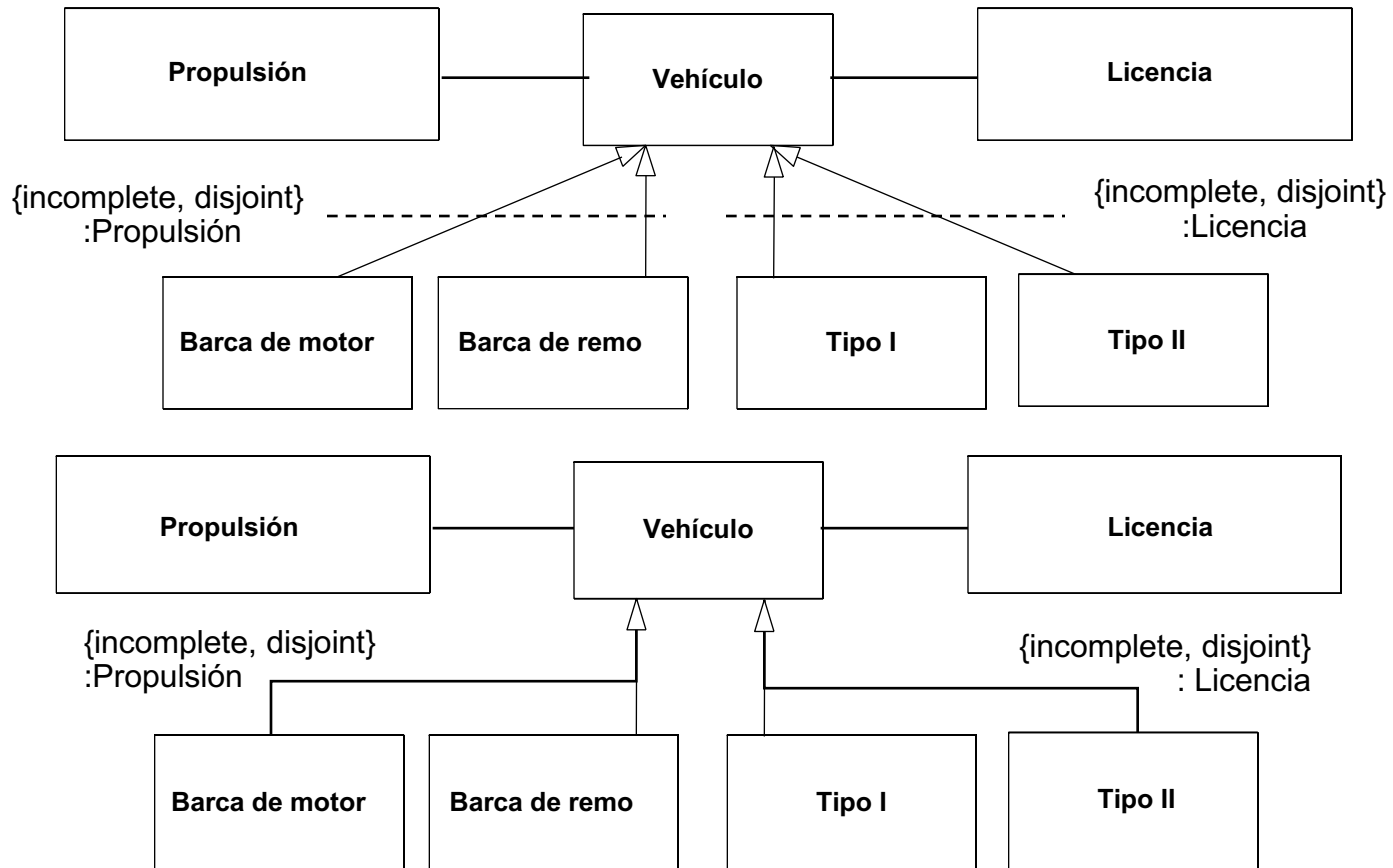 Propulsión
Vehículo
Licencia
{incomplete, disjoint}
:Propulsión
{incomplete, disjoint}
:Licencia
Barca de motor
Barca de remo
Tipo I
Tipo II
Propulsión
Vehículo
Licencia
{incomplete, disjoint}
:Propulsión
{incomplete, disjoint}
: Licencia
Barca de motor
Barca de remo
Tipo I
Tipo II